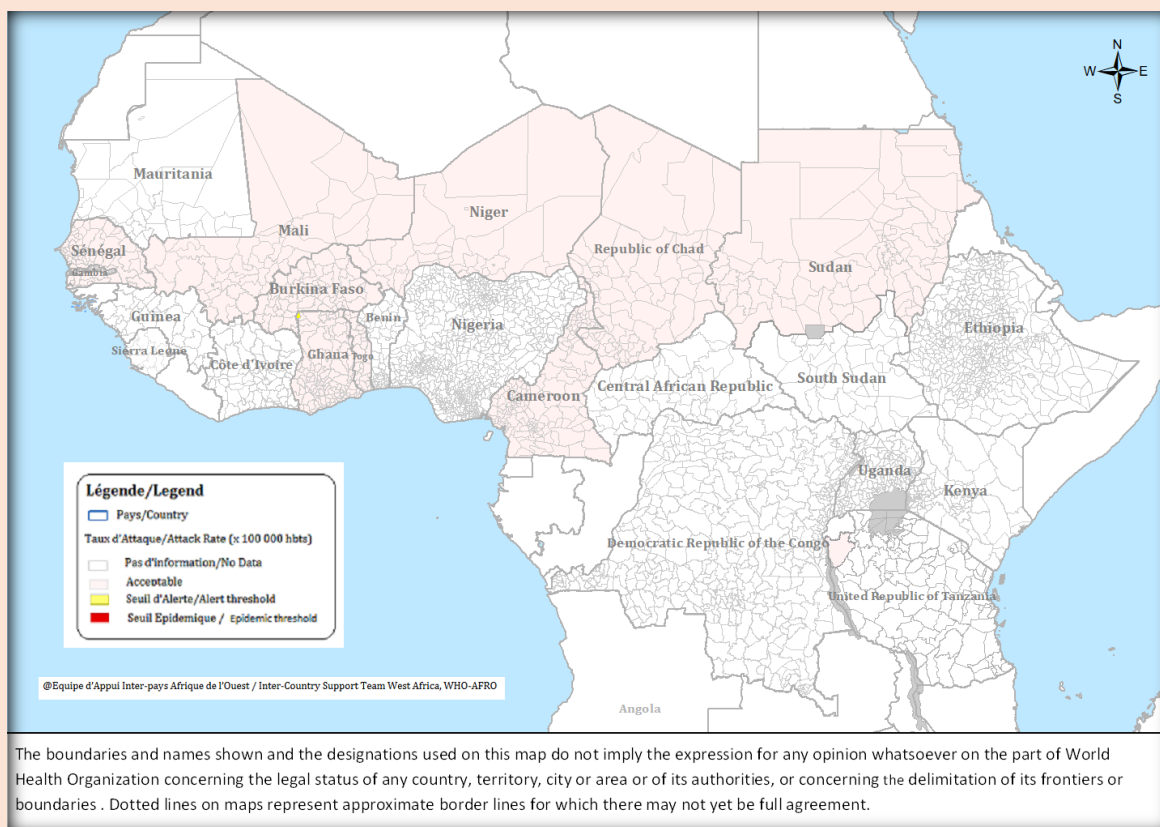 N
W E
S
Mauritania
Mali
Niger
Republic of Chad
Sudan
Sénégal
Gambia
Burkina Faso
Guinea
Benin
Nigeria
Ethiopia
Sierra Leone
Côte d'Ivoire
Ghana
Togo
Cameroon
Central African Republic
South Sudan
Uganda
Kenya
Democratic Republic of the Congo
United Republic of Tanzania
Angola
Légende/Legend
Pays/Country
Taux d'Attaque/Attack Rate (x 100 000 hbts)
Pas d'information/No Data
Acceptable
Seuil d'Alerte/Alert threshold
Seuil Epidemique / Epidemic threshold
@Equipe d'Appui Inter-pays Afrique de l'Ouest / Inter-Country Support Team West Africa, WHO-AFRO
The boundaries and names shown and the designations used on this map do not imply the expression for any opinion whatsoever on the part of World
Health Organization concerning the legal status of any country, territory, city or area or of its authorities, or concerning the delimitation of its frontiers or
boundaries . Dotted lines on maps represent approximate border lines for which there may not yet be full agreement.